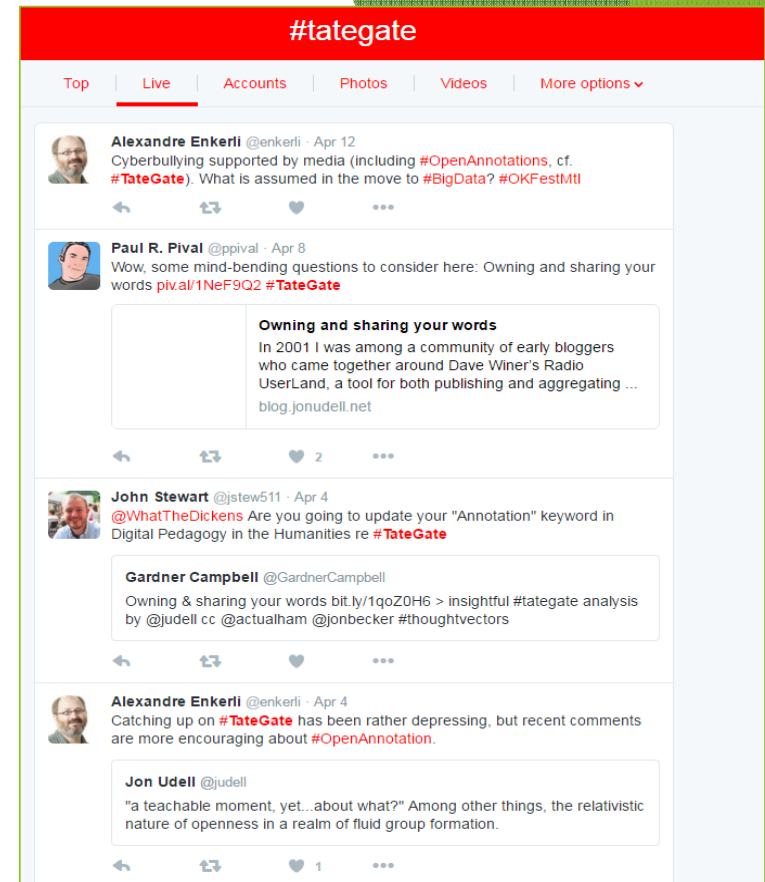 #tategate
Top Live Accounts Photos Videos More options
Alexandre Enkerli @enkerli · Apr 12
Cyberbullying supported by media (including #OpenAnnotations, cf.
#TateGate). What is assumed in the move to #BigData? #OKFestMtl
Paul R. Pival @ppival · Apr 8
Wow, some mind-bending questions to consider here: Owning and sharing your
words piv.al/1NeF9Q2 #TateGate
Owning and sharing your words
In 2001 I was among a community of early bloggers
who came together around Dave Winer's Radio
UserLand, a tool for both publishing and aggregating ...
blog.jonudell.net
2
John Stewart @jstew511 · Apr 4
@WhatTheDickens Are you going to update your "Annotation" keyword in
Digital Pedagogy in the Humanities re #TateGate
Gardner Campbell @GardnerCampbell
Owning & sharing your words bit.ly/1qoZ0H6 > insightful #tategate analysis
by @judell cc @actualham @jonbecker #thoughtvectors
Alexandre Enkerli @enkerli · Apr 4
Catching up on #TateGate has been rather depressing, but recent comments
are more encouraging about #OpenAnnotation.
Jon Udell @judell
"a teachable moment, yet...about what?" Among other things, the relativistic
nature of openness in a realm of fluid group formation.
1